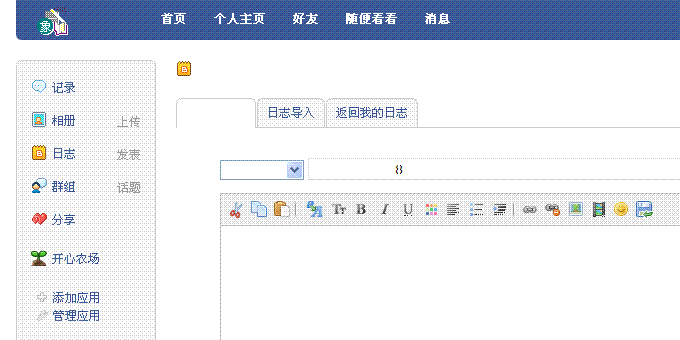 首页 个人主页 好友 随便看看 消息
记录
相册 上传
日志 发表
群组 话题
分享
开心农场
添加应用
管理应用
日志导入 返回我的日志
TT B I U